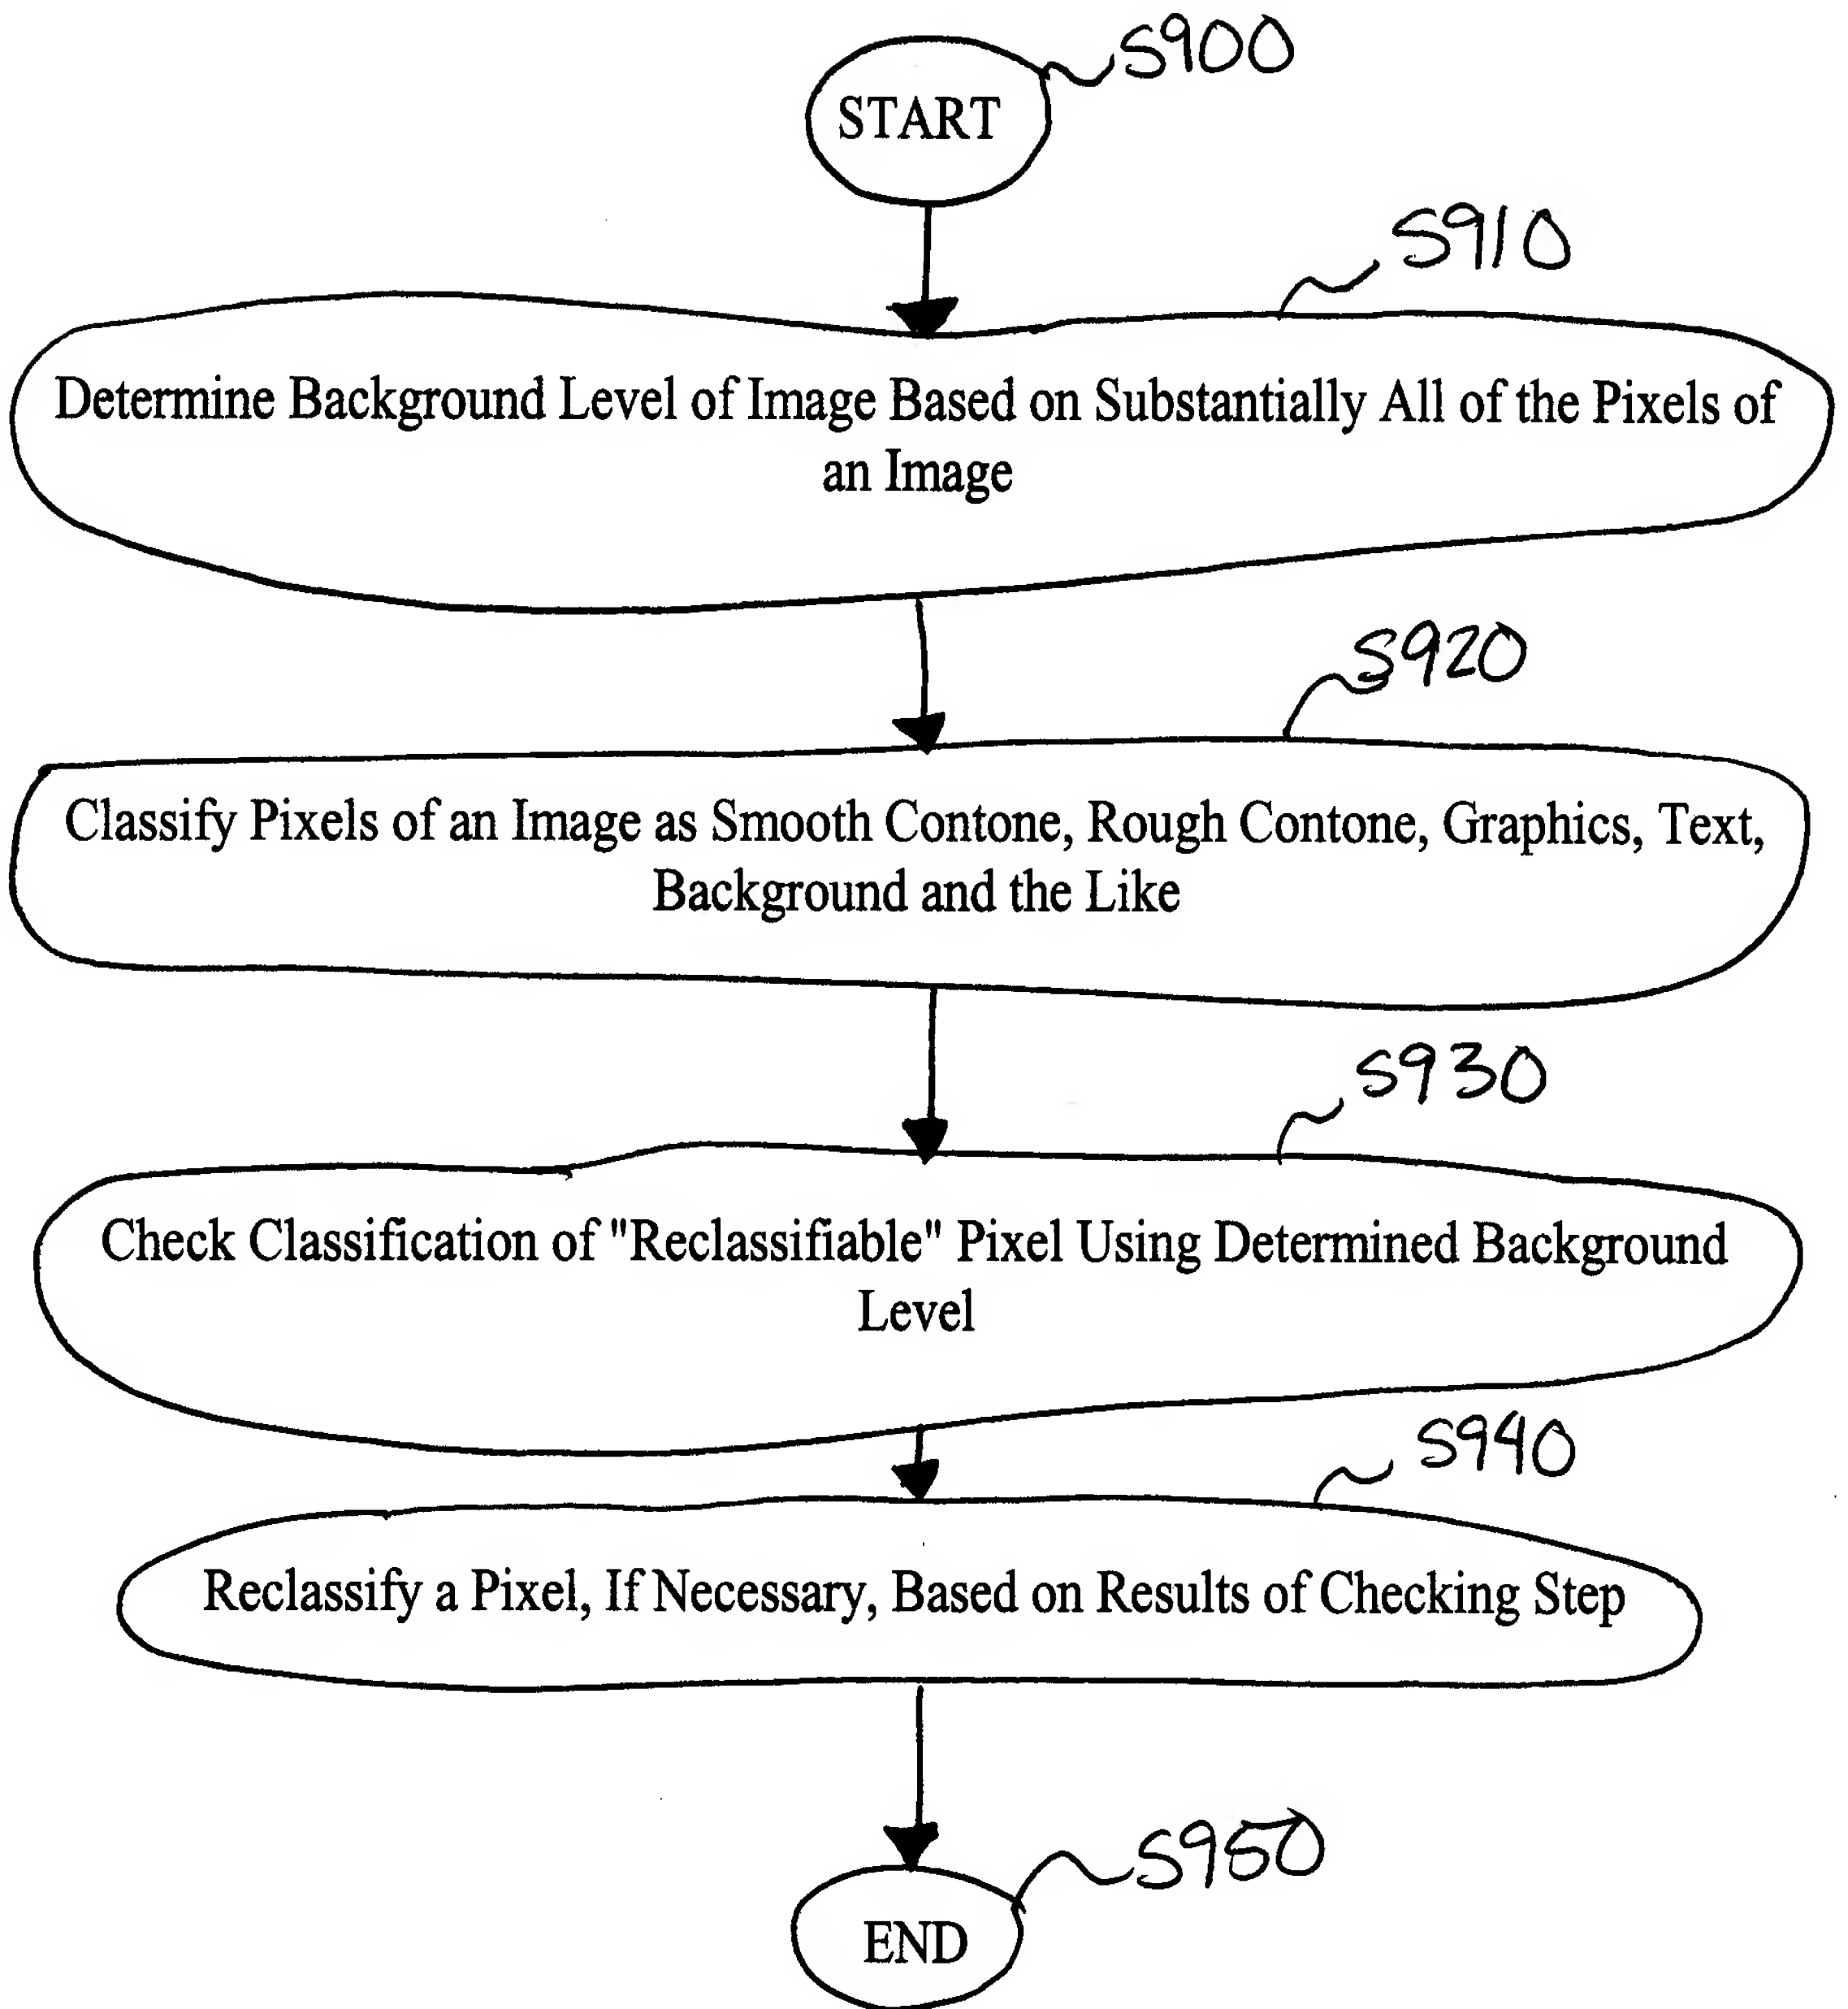 S900
START
S910
Determine Background Level of Image Based on Substantially All of the Pixels of
an Image
S920
Classify Pixels of an Image as Smooth Contone, Rough Contone, Graphics, Text,
Background and the Like
S930
Check Classification of "Reclassifiable" Pixel Using Determined Background
Level
S940
Reclassify a Pixel, If Necessary, Based on Results of Checking Step
S950
END